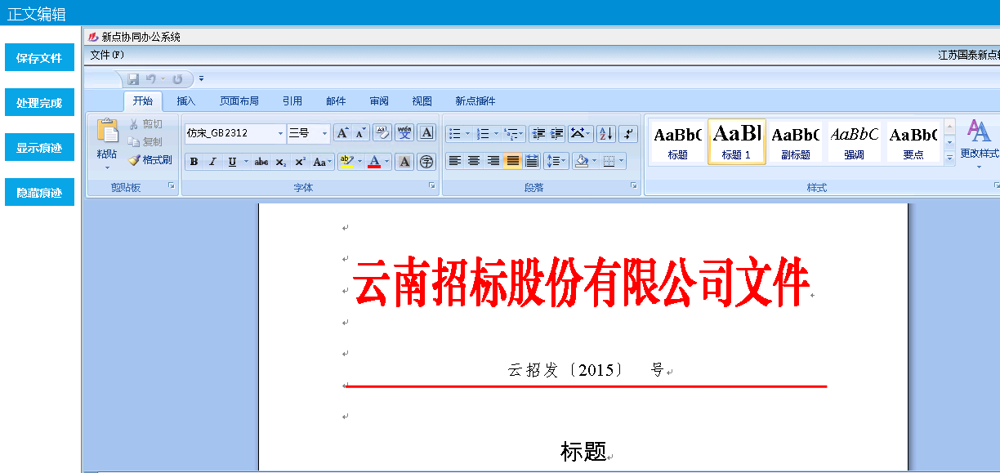 正文编辑
保存文件
处理完成
显示痕迹
隐藏痕迹
新点协同办公系统
文件(F)
江苏国泰新点软
开始 插入 页面布局 引用 邮件 审阅 视图 新点插件
粘贴
剪切
复制
格式刷
剪贴板
仿宋_GB2312 三号
字体
段落
AaBbC AaBl AaBbC AaBbC AaBbC
标题 标题 1 副标题 强调 要点
更改样式
样式
云南招标股份有限公司文件
云招发〔2015〕 号
标题